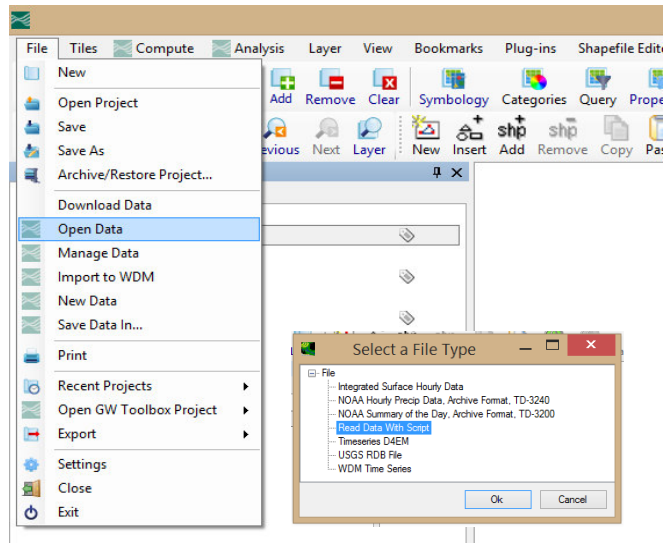 File Tiles Compute Analysis Layer View Bookmarks Plug-ins Shapefile Edit
New
Add Remove Clear Symbology Categories Query Prope
Open Project
Save
Save As
evious Next Layer New Insert Add Remove Copy Pas
shp shp
Archive/Restore Project...
Download Data
Open Data
Manage Data
Import to WDM
New Data
Save Data In...
Print
Recent Projects
Open GW Toolbox Project
Export
Settings
Close
Exit
Select a File Type
File
Integrated Surface Hourly Data
NOAA Hourly Precip Data, Archive Format, TD-3240
NOAA Summary of the Day, Archive Format, TD-3200
Read Data With Script
Timeseries D4EM
USGS RDB File
WDM Time Series
Ok Cancel